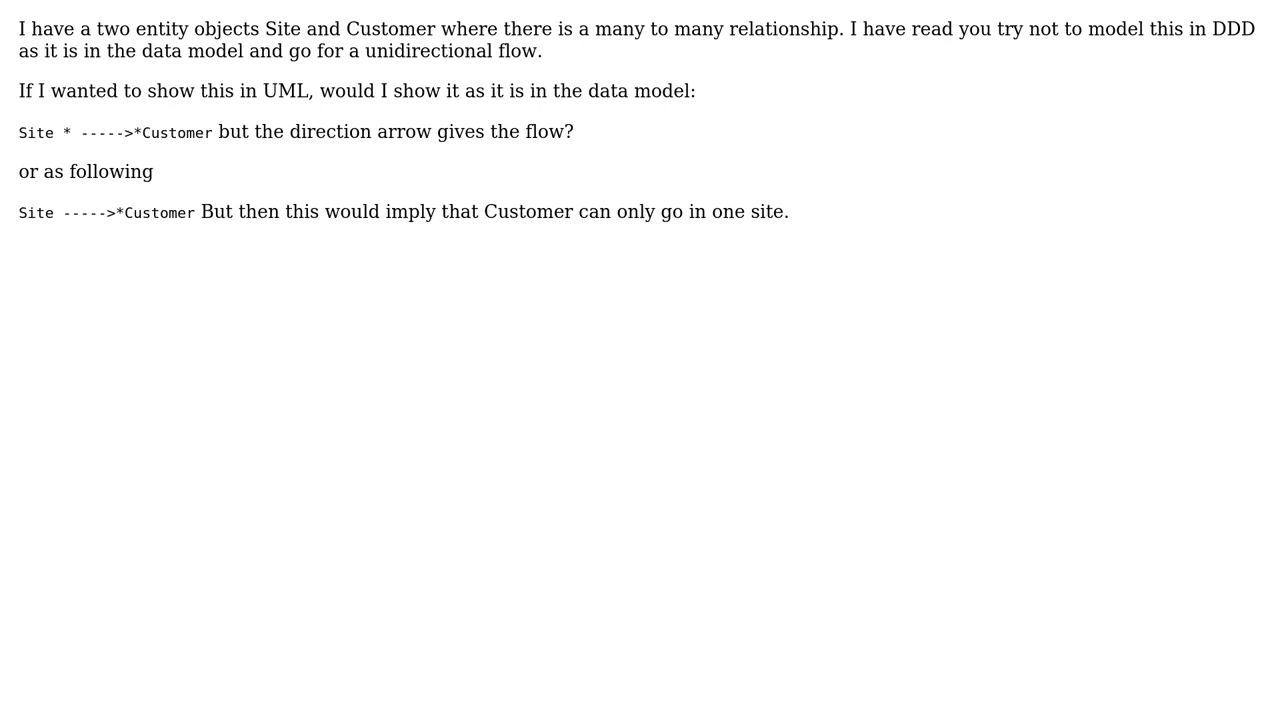 I have a two entity objects Site and Customer where there is a many to many relationship. I have read you try not to model this in DDD
as it is in the data model and go for a unidirectional flow.
If I wanted to show this in UML, would I show it as it is in the data model:
Site * ----->*Customer but the direction arrow gives the flow?
or as following
Site ----->*Customer But then this would imply that Customer can only go in one site.